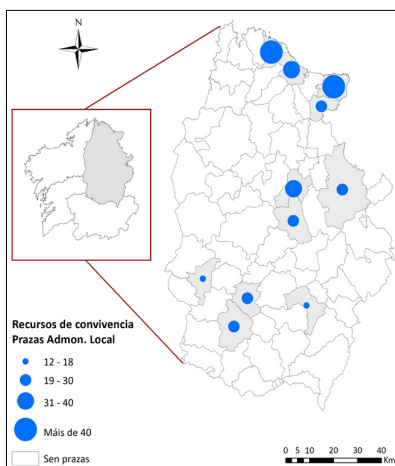 N
Recursos de convivencia
Prazas Admon. Local
12 - 18
19 - 30
31 - 40
Máis de 40
Sen prazas
0 5 10 20 30 40
Km